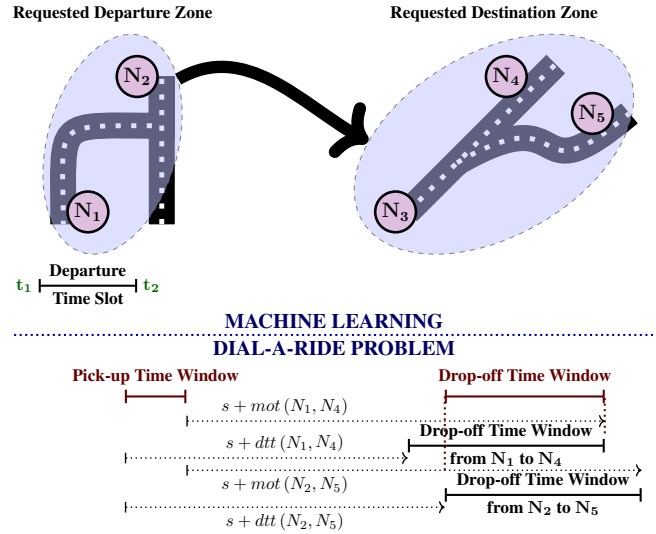 Requested Departure Zone
Requested Destination Zone
N₂
N₄
N₅
N₁
N₃
Departure
t₁ t₂
Time Slot
MACHINE LEARNING
DIAL-A-RIDE PROBLEM
Pick-up Time Window
Drop-off Time Window
s + mot (N₁, N₄)
Drop-off Time Window
s + dtt (N₁, N₄)
from N₁ to N₄
s + mot (N₂, N₅)
Drop-off Time Window
from N₂ to N₅
s + dtt (N₂, N₅)